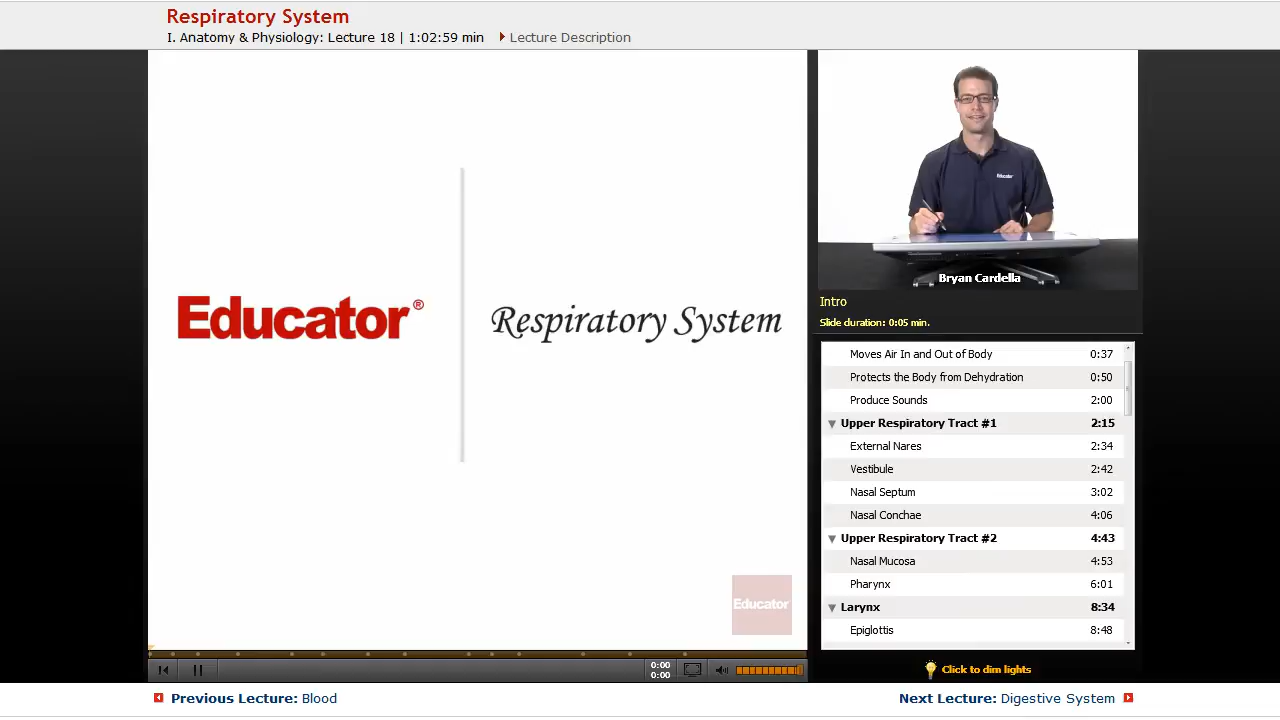 Respiratory System
I. Anatomy & Physiology: Lecture 18 | 1:02:59 min Lecture Description
Educator®
Respiratory System
Educator
Educator
Bryan Cardella
Intro
Slide duration: 0:05 min.
Moves Air In and Out of Body 0:37
Protects the Body from Dehydration 0:50
Produce Sounds 2:00
Upper Respiratory Tract #1 2:15
External Nares 2:34
Vestibule 2:42
Nasal Septum 3:02
Nasal Conchae 4:06
Upper Respiratory Tract #2 4:43
Nasal Mucosa 4:53
Pharynx 6:01
Larynx 8:34
Epiglottis 8:48
0:00
0:00
Click to dim lights
Previous Lecture: Blood
Next Lecture: Digestive System